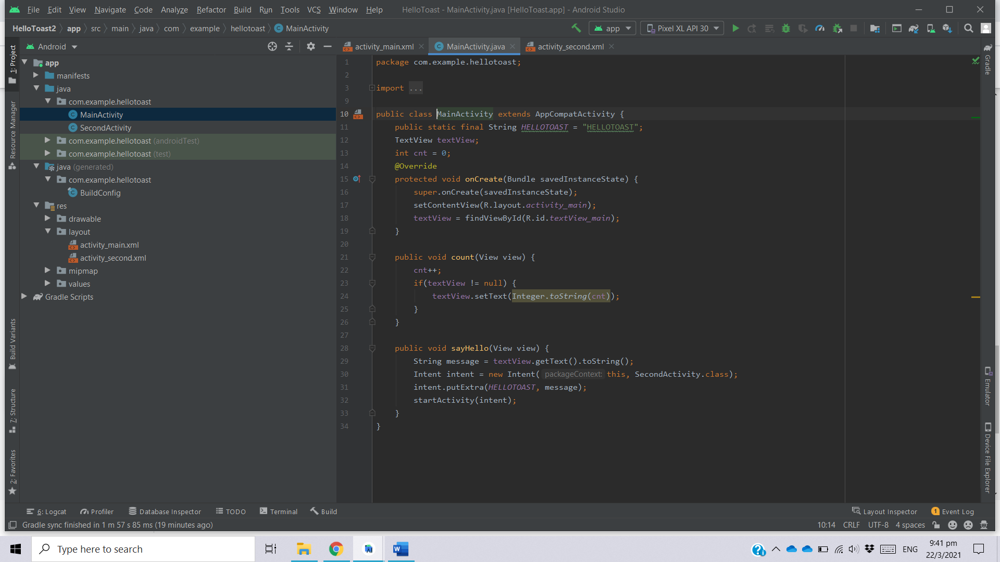 File Edit View Navigate Code Analyze Refactor Build Run Tools VCS Window Help HelloToast - MainActivity.java [HelloToast.app] - Android Studio
HelloToast2 app src main java com example hellotoast MainActivity app Pixel XL API 30
Android activity_main.xml MainActivity.java activity_second.xml
1: Project
Resource Manager
Build Variants
7: Structure
2: Favorites
app
manifests
java
com.example.hellotoast
MainActivity
SecondActivity
com.example.hellotoast (androidTest)
com.example.hellotoast (test)
java (generated)
com.example.hellotoast
BuildConfig
res
drawable
layout
activity_main.xml
activity_second.xml
mipmap
values
Gradle Scripts
1 package com.example.hellotoast;
2
3 import ...
9
10 public class MainActivity extends AppCompatActivity {
11 public static final String HELLOTOAST = "HELLOTOAST";
12 TextView textView;
13 int cnt = 0;
14 @Override
15 protected void onCreate(Bundle savedInstanceState) {
16 super.onCreate(savedInstanceState);
17 setContentView(R.layout.activity_main);
18 textView = findViewById(R.id.textView_main);
19 }
20
21 public void count(View view) {
22 cnt++;
23 if(textView != null) {
24 textView.setText(Integer.toString(cnt));
25 }
26 }
27
28 public void sayHello(View view) {
29 String message = textView.getText().toString();
30 Intent intent = new Intent( packageContext: this, SecondActivity.class);
31 intent.putExtra(HELLOTOAST, message);
32 startActivity(intent);
33 }
34 }
Gradle
Emulator
Device File Explorer
6: Logcat Profiler Database Inspector TODO Terminal Build Layout Inspector 1 Event Log
Gradle sync finished in 1 m 57 s 85 ms (19 minutes ago) 10:14 CRLF UTF-8 4 spaces
Type here to search ENG 9:41 pm
22/3/2021